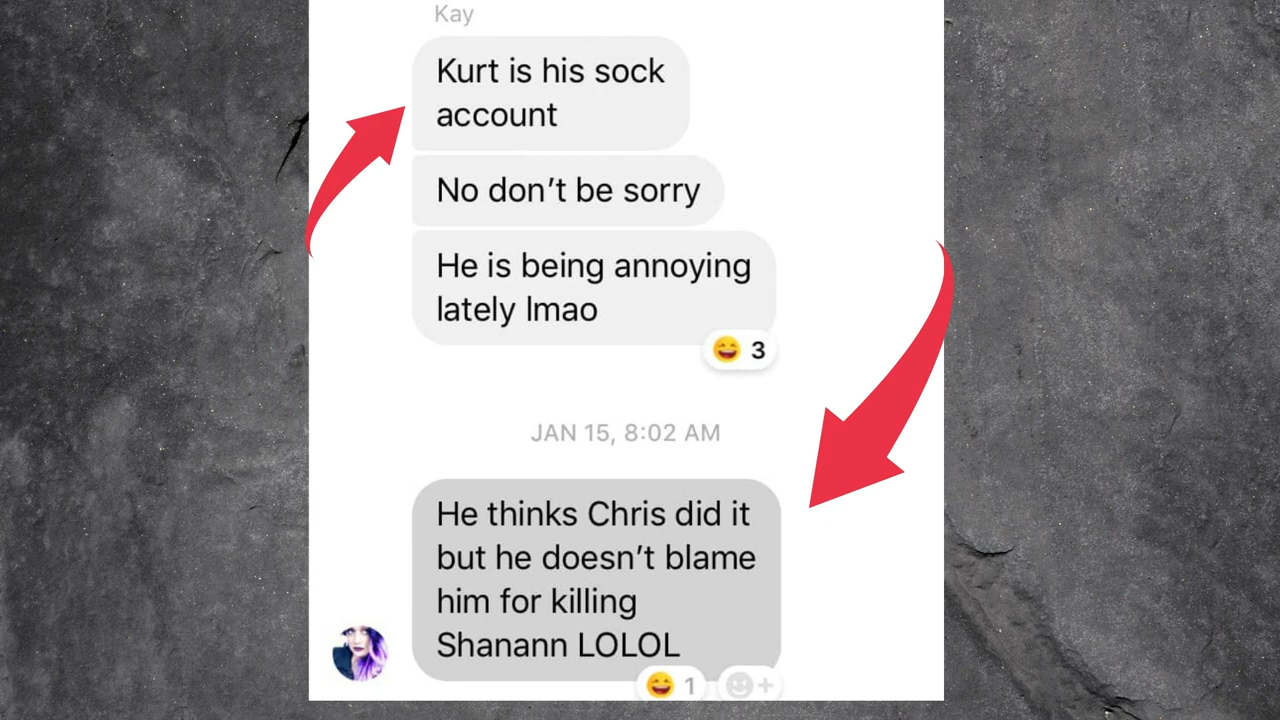 Kay
Kurt is his sock
account
No don’t be sorry
He is being annoying
lately lmao
3
JAN 15, 8:02 AM
He thinks Chris did it
but he doesn’t blame
him for killing
Shanann LOLOL
1